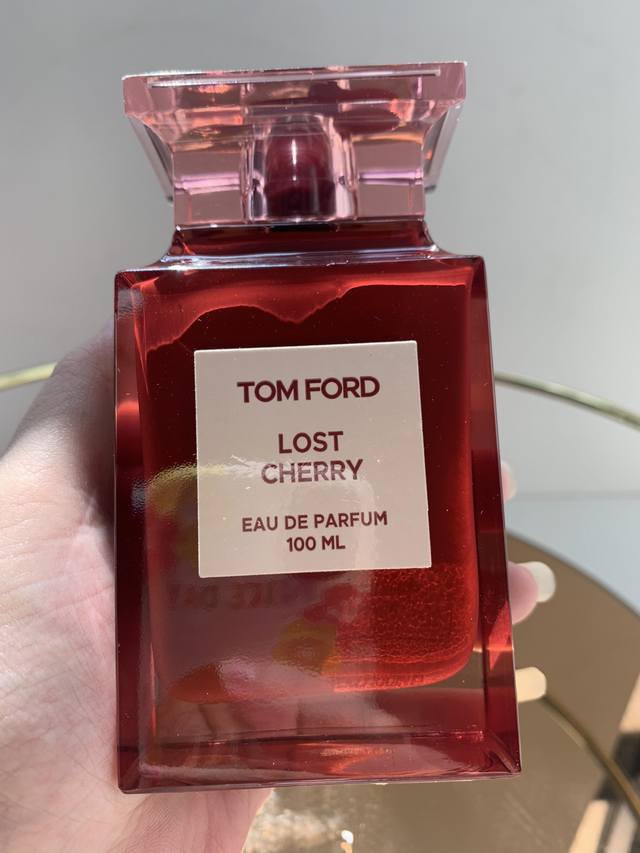 TOM FORD
LOST
CHERRY
EAU DE PARFUM
100 ML